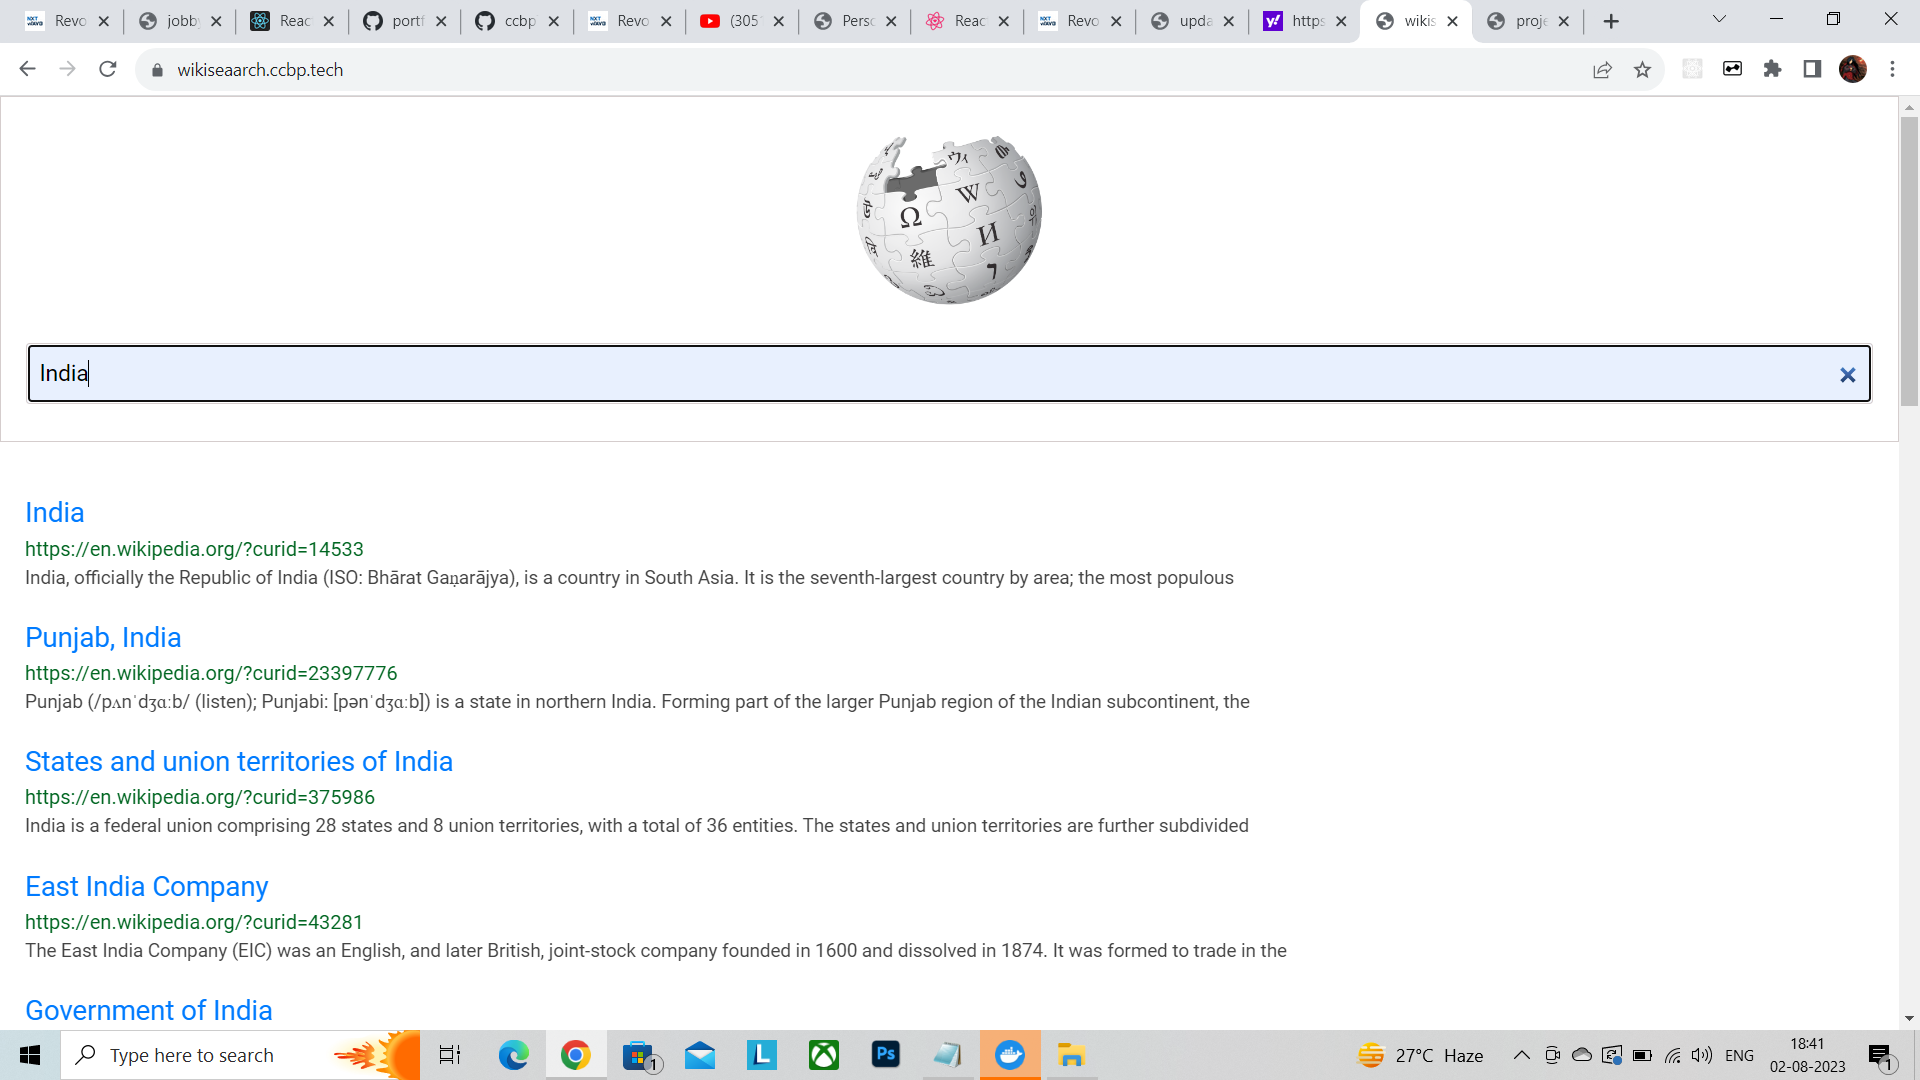 Revo
jobby
Reac
portf
ccbp
Revo
(305)
Perso
Reac
Revo
upda
https
wikis
proje
wikiseaarch.ccbp.tech
ウィ
Ω W И
維
India
India
https://en.wikipedia.org/?curid=14533
India, officially the Republic of India (ISO: Bhārat Gaṇarājya), is a country in South Asia. It is the seventh-largest country by area; the most populous
Punjab, India
https://en.wikipedia.org/?curid=23397776
Punjab (/pʌnˈdʒɑːb/ (listen); Punjabi: [pənˈdʒɑːb]) is a state in northern India. Forming part of the larger Punjab region of the Indian subcontinent, the
States and union territories of India
https://en.wikipedia.org/?curid=375986
India is a federal union comprising 28 states and 8 union territories, with a total of 36 entities. The states and union territories are further subdivided
East India Company
https://en.wikipedia.org/?curid=43281
The East India Company (EIC) was an English, and later British, joint-stock company founded in 1600 and dissolved in 1874. It was formed to trade in the
Government of India
Type here to search
1
L
Ps
27°C Haze
ENG
18:41
02-08-2023
1